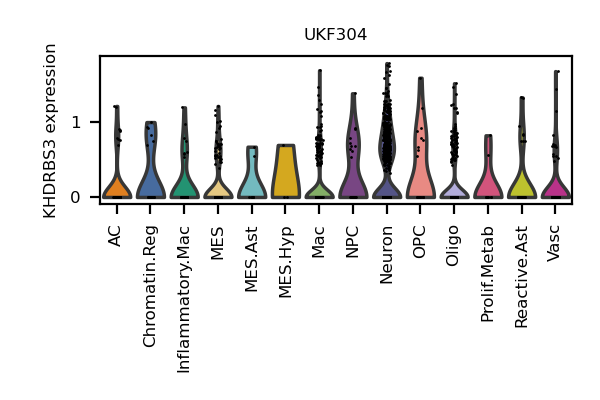 UKF304
KHDRBS3 expression
1
0
AC
Chromatin.Reg
Inflammatory.Mac
MES
MES.Ast
MES.Hyp
Mac
NPC
Neuron
OPC
Oligo
Prolif.Metab
Reactive.Ast
Vasc